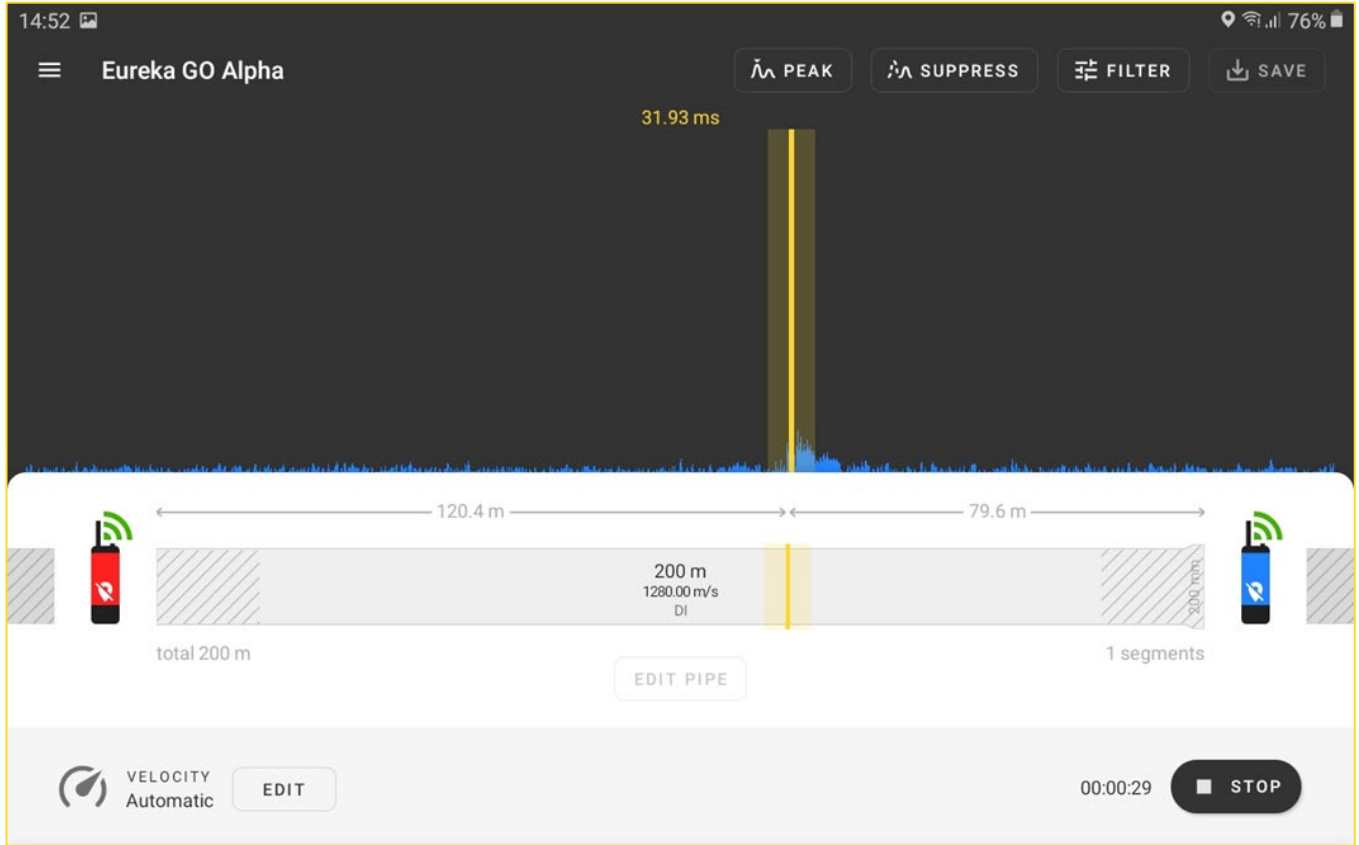 14:52 76%
Eureka GO Alpha PEAK SUPPRESS FILTER SAVE
31.93 ms
120.4 m 79.6 m
200 m
1280.00 m/s
DI
200 mm
total 200 m 1 segments
EDIT PIPE
VELOCITY
Automatic EDIT 00:00:29 STOP